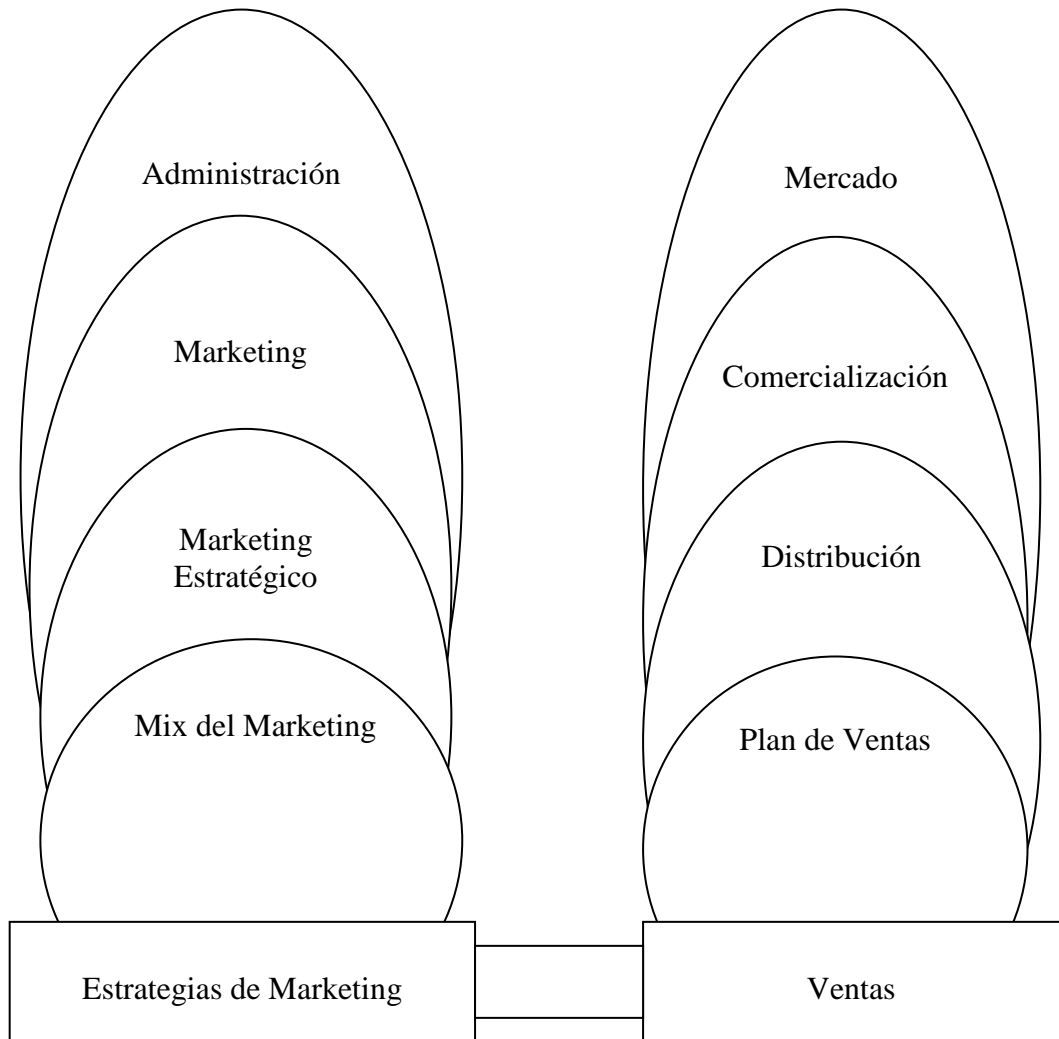 Administración
Marketing
Marketing
Estratégico
Mix del Marketing
Estrategias de Marketing
Mercado
Comercialización
Distribución
Plan de Ventas
Ventas